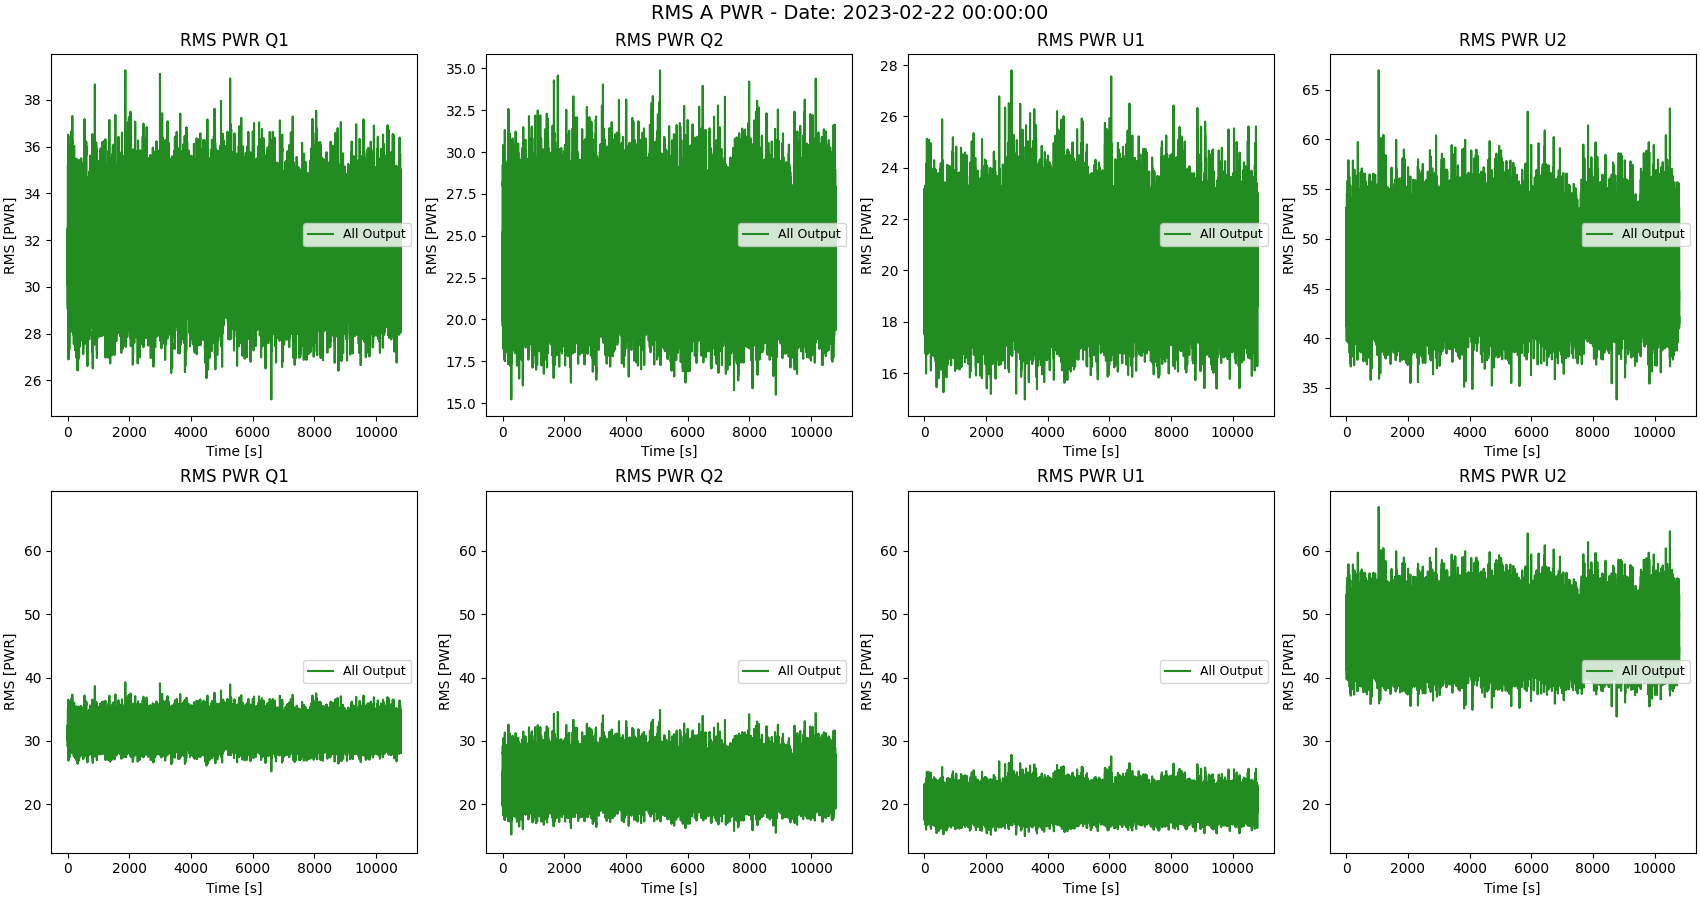 RMS A PWR - Date: 2023-02-22 00:00:00
RMS PWR Q1
RMS [PWR]
38
36
34
32
30
28
26
All Output
0 2000 4000 6000 8000 10000
Time [s]
RMS PWR Q2
RMS [PWR]
35.0
32.5
30.0
27.5
25.0
22.5
20.0
17.5
15.0
All Output
0 2000 4000 6000 8000 10000
Time [s]
RMS PWR U1
RMS [PWR]
28
26
24
22
20
18
16
All Output
0 2000 4000 6000 8000 10000
Time [s]
RMS PWR U2
RMS [PWR]
65
60
55
50
45
40
35
All Output
0 2000 4000 6000 8000 10000
Time [s]
RMS PWR Q1
RMS [PWR]
60
50
40
30
20
All Output
0 2000 4000 6000 8000 10000
Time [s]
RMS PWR Q2
RMS [PWR]
60
50
40
30
20
All Output
0 2000 4000 6000 8000 10000
Time [s]
RMS PWR U1
RMS [PWR]
60
50
40
30
20
All Output
0 2000 4000 6000 8000 10000
Time [s]
RMS PWR U2
RMS [PWR]
60
50
40
30
20
All Output
0 2000 4000 6000 8000 10000
Time [s]